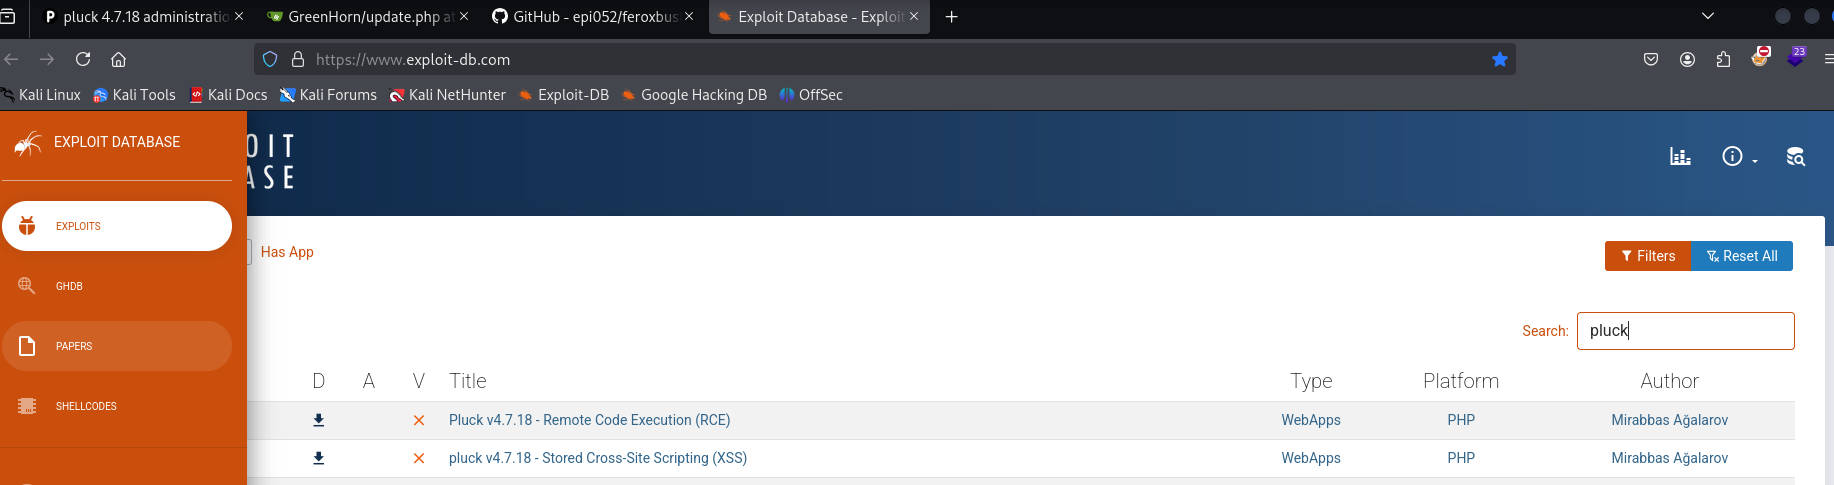 pluck 4.7.18 administratio
GreenHorn/update.php at
GitHub - epi052/feroxbus
Exploit Database - Exploit
https://www.exploit-db.com
23
Kali Linux
Kali Tools
Kali Docs
Kali Forums
Kali NetHunter
Exploit-DB
Google Hacking DB
OffSec
EXPLOIT DATABASE
OIT
ASE
EXPLOITS
GHDB
PAPERS
SHELLCODES
Has App
Filters
Reset All
Search: pluck
D A V Title Type Platform Author
Pluck v4.7.18 - Remote Code Execution (RCE) WebApps PHP Mirabbas Ağalarov
pluck v4.7.18 - Stored Cross-Site Scripting (XSS) WebApps PHP Mirabbas Ağalarov